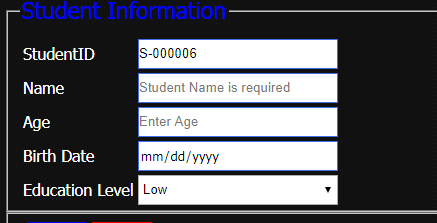 Student Information
StudentID S-000006
Name Student Name is required
Age Enter Age
Birth Date mm/dd/yyyy
Education Level Low